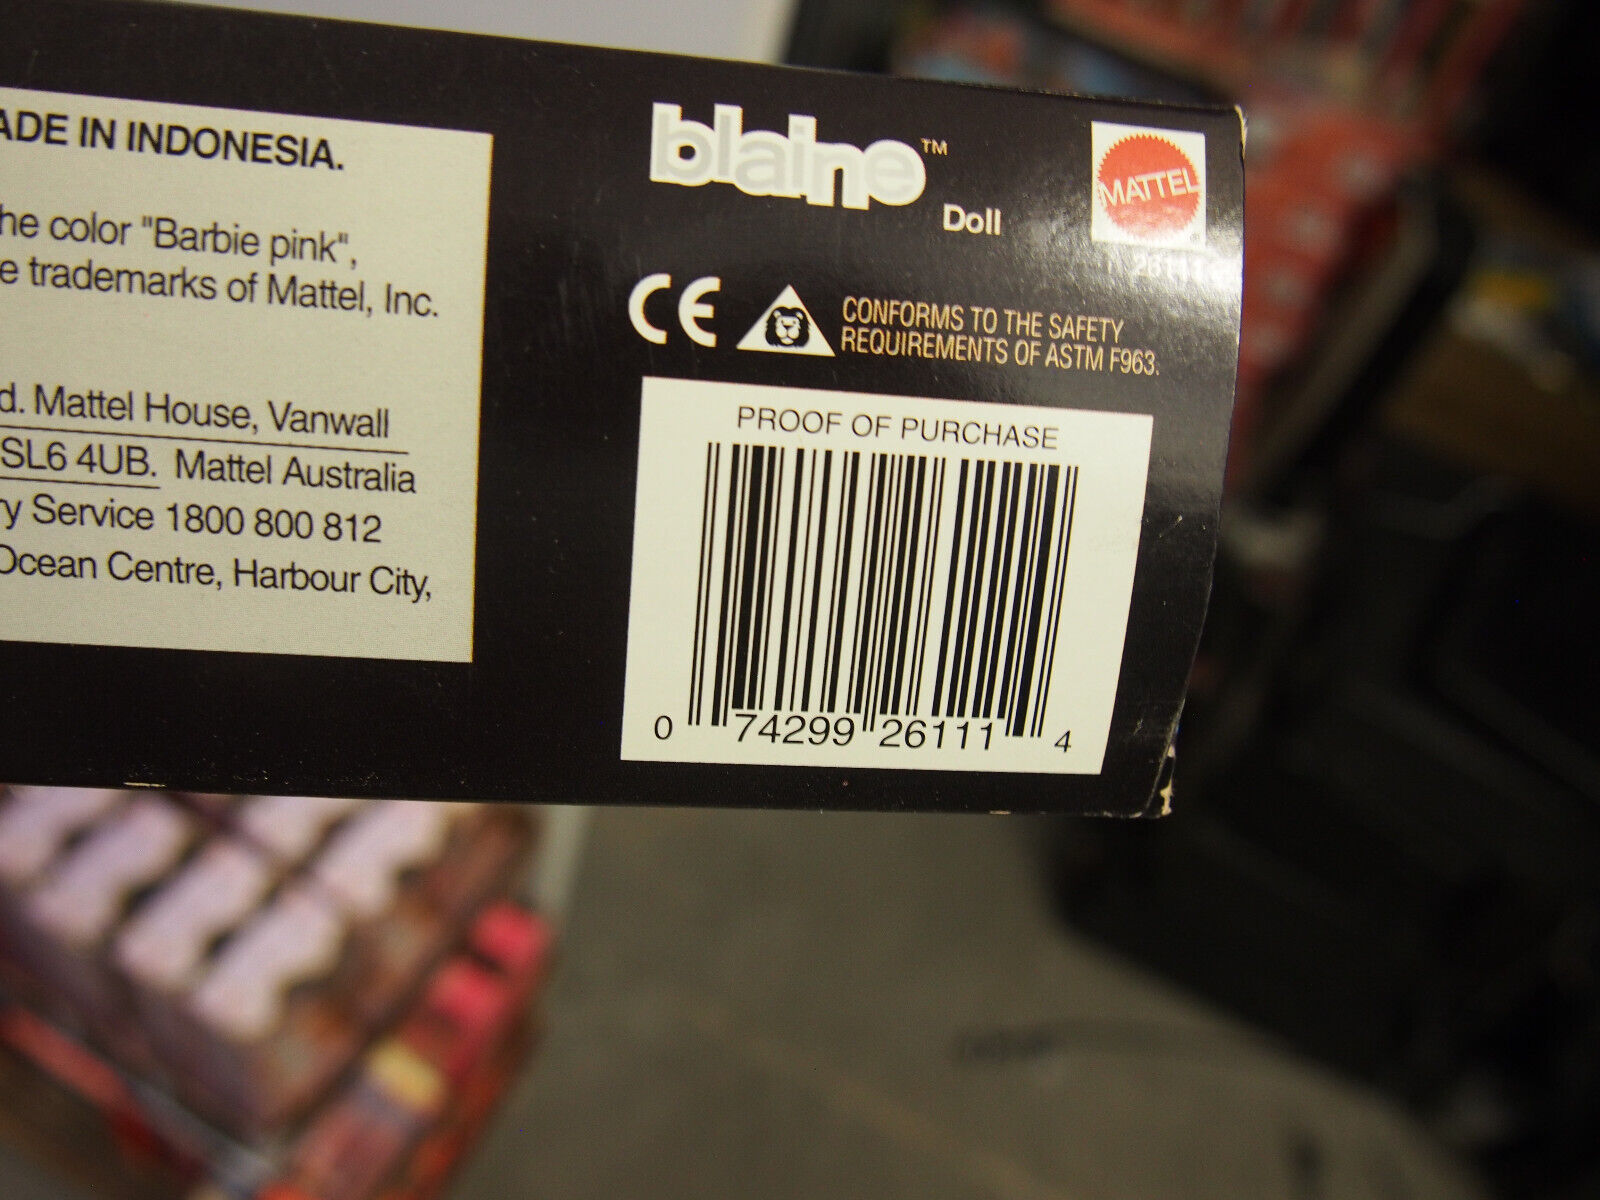 ADE IN INDONESIA.
he color "Barbie pink",
e trademarks of Mattel, Inc.
d. Mattel House, Vanwall
SL6 4UB. Mattel Australia
ry Service 1800 800 812
Ocean Centre, Harbour City,
blaine™
Doll
MATTEL
®
CE
CONFORMS TO THE SAFETY
REQUIREMENTS OF ASTM F963.
PROOF OF PURCHASE
0 74299 26111 4